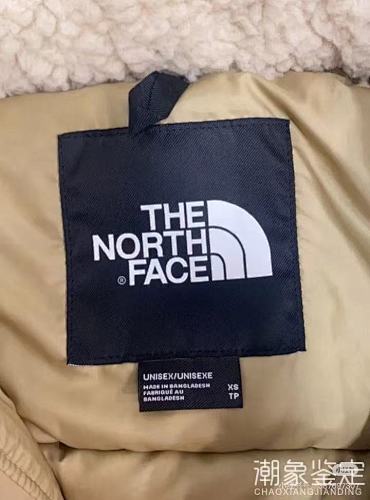 THE
NORTH
FACE
®
UNISEX/UNISEXE
MADE IN BANGLADESH
FABRIQUÉ AU
BANGLADESH
XS
TP
潮象鉴定
CHAOXIANGJIANDING